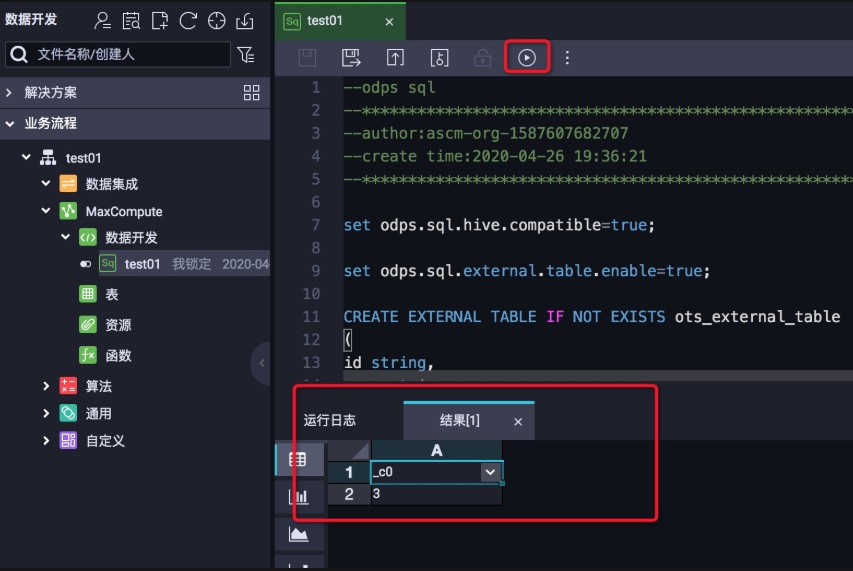 数据开发
文件名称/创建人
解决方案
业务流程
test01
数据集成
MaxCompute
数据开发
Sq test01 我锁定 2020-04
表
资源
函数
算法
通用
自定义
Sq test01 ×
1 --odps sql
2 --*****************************************************
3 --author:ascm-org-1587607682707
4 --create time:2020-04-26 19:36:21
5 --*****************************************************
6
7 set odps.sql.hive.compatible=true;
8
9 set odps.sql.external.table.enable=true;
10
11 CREATE EXTERNAL TABLE IF NOT EXISTS ots_external_table
12 (
13 id string,
运行日志 结果[1] ×
A
1 _c0
2 3